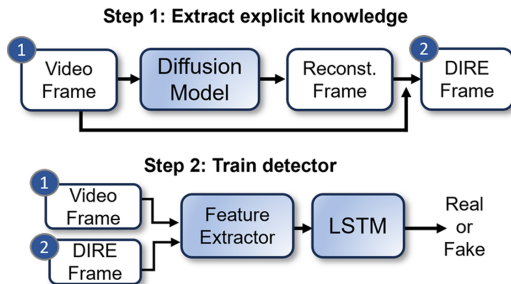 Step 1: Extract explicit knowledge
1
Video
Frame
Diffusion
Model
Reconst.
Frame
2
DIRE
Frame
Step 2: Train detector
1
Video
Frame
2
DIRE
Frame
Feature
Extractor
LSTM
Real
or
Fake